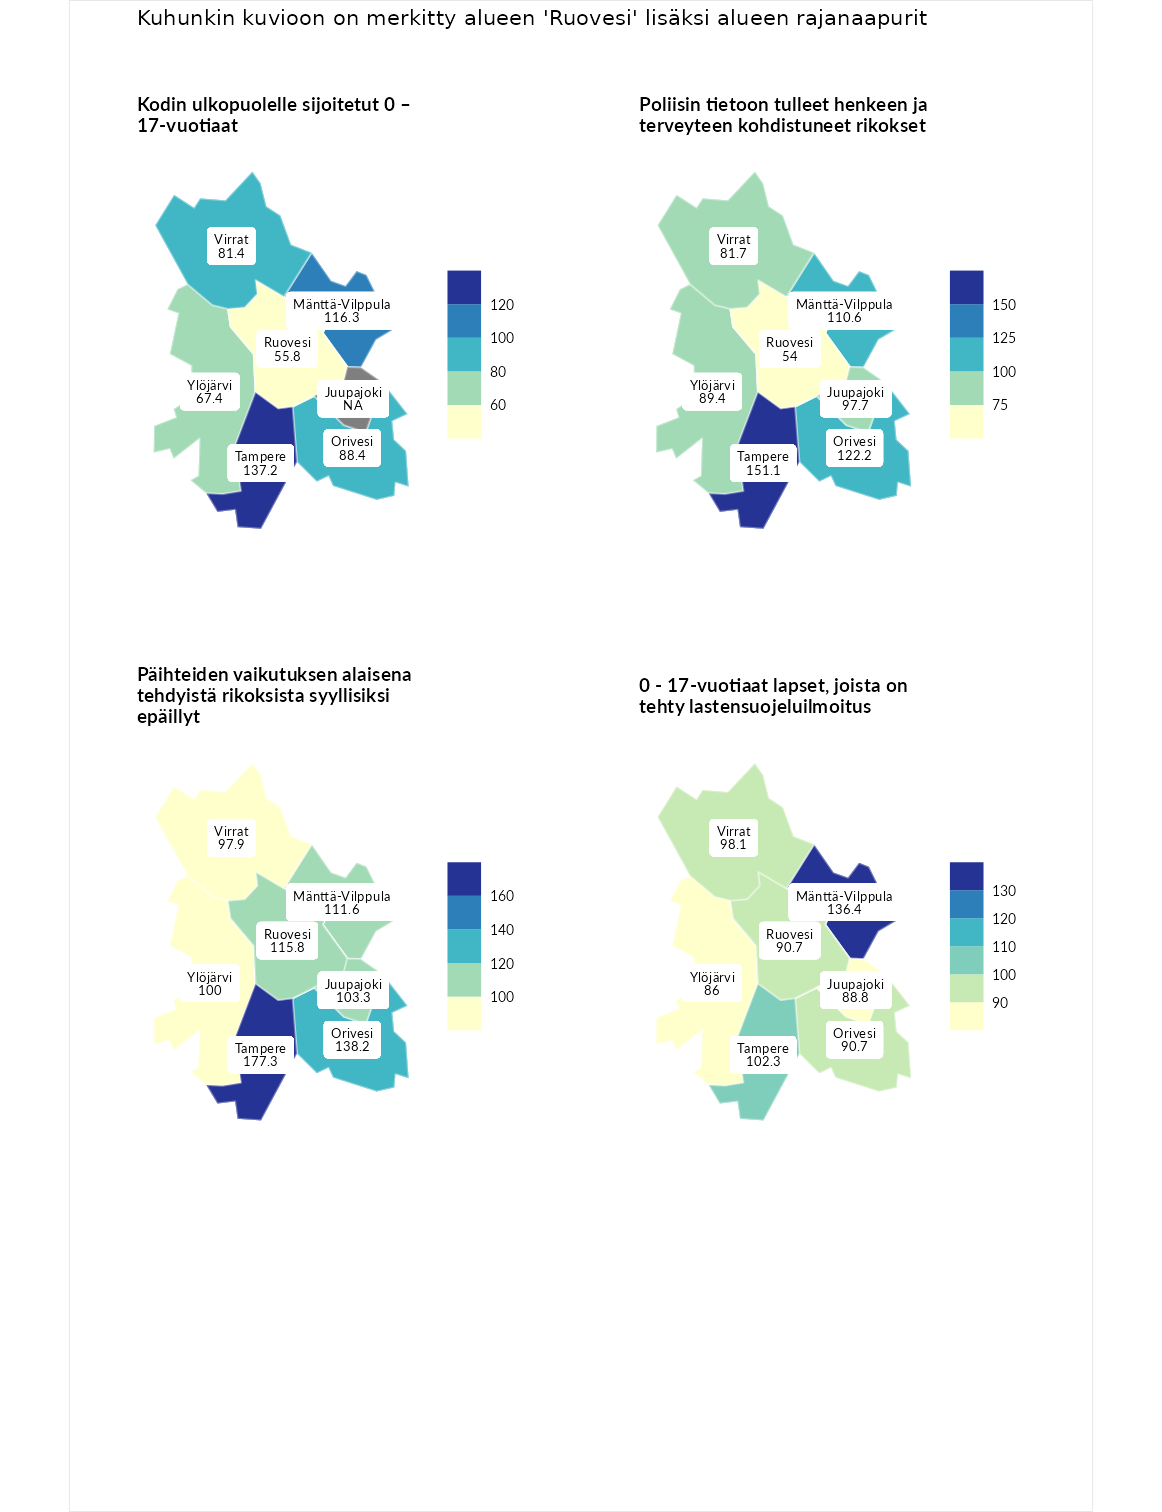 Kuhunkin kuvioon on merkitty alueen 'Ruovesi' lisäksi alueen rajanaapurit
Kodin ulkopuolelle sijoitetut 0 –
17-vuotiaat
Virrat
81.4
Mänttä-Vilppula
116.3
Ruovesi
55.8
Ylöjärvi
67.4
Juupajoki
NA
Orivesi
88.4
Tampere
137.2
120
100
80
60
Poliisin tietoon tulleet henkeen ja
terveyteen kohdistuneet rikokset
Virrat
81.7
Mänttä-Vilppula
110.6
Ruovesi
54
Ylöjärvi
89.4
Juupajoki
97.7
Orivesi
122.2
Tampere
151.1
150
125
100
75
Päihteiden vaikutuksen alaisena
tehdyistä rikoksista syyllisiksi
epäillyt
Virrat
97.9
Mänttä-Vilppula
111.6
Ruovesi
115.8
Ylöjärvi
100
Juupajoki
103.3
Orivesi
138.2
Tampere
177.3
160
140
120
100
0 - 17-vuotiaat lapset, joista on
tehty lastensuojeluilmoitus
Virrat
98.1
Mänttä-Vilppula
136.4
Ruovesi
90.7
Ylöjärvi
86
Juupajoki
88.8
Orivesi
90.7
Tampere
102.3
130
120
110
100
90